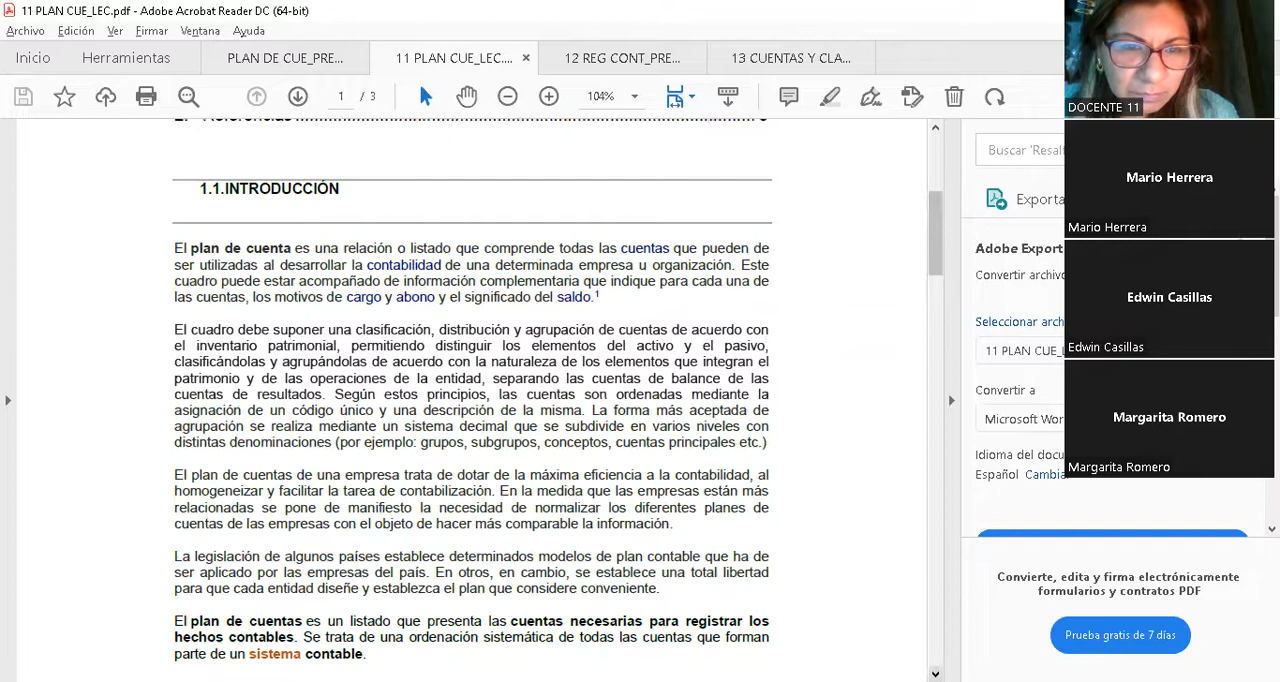 11 PLAN CUE_LEC.pdf - Adobe Acrobat Reader DC (64-bit)
Archivo Edición Ver Firmar Ventana Ayuda
Inicio Herramientas PLAN DE CUE_PRE... 11 PLAN CUE_LEC.... × 12 REG CONT_PRE... 13 CUENTAS Y CLA...
1 / 3 104%
1.1.INTRODUCCIÓN
El plan de cuenta es una relación o listado que comprende todas las cuentas que pueden de
ser utilizadas al desarrollar la contabilidad de una determinada empresa u organización. Este
cuadro puede estar acompañado de información complementaria que indique para cada una de
las cuentas, los motivos de cargo y abono y el significado del saldo.¹
El cuadro debe suponer una clasificación, distribución y agrupación de cuentas de acuerdo con
el inventario patrimonial, permitiendo distinguir los elementos del activo y el pasivo,
clasificándolas y agrupándolas de acuerdo con la naturaleza de los elementos que integran el
patrimonio y de las operaciones de la entidad, separando las cuentas de balance de las
cuentas de resultados. Según estos principios, las cuentas son ordenadas mediante la
asignación de un código único y una descripción de la misma. La forma más aceptada de
agrupación se realiza mediante un sistema decimal que se subdivide en varios niveles con
distintas denominaciones (por ejemplo: grupos, subgrupos, conceptos, cuentas principales etc.)
El plan de cuentas de una empresa trata de dotar de la máxima eficiencia a la contabilidad, al
homogeneizar y facilitar la tarea de contabilización. En la medida que las empresas están más
relacionadas se pone de manifiesto la necesidad de normalizar los diferentes planes de
cuentas de las empresas con el objeto de hacer más comparable la información.
La legislación de algunos países establece determinados modelos de plan contable que ha de
ser aplicado por las empresas del país. En otros, en cambio, se establece una total libertad
para que cada entidad diseñe y establezca el plan que considere conveniente.
El plan de cuentas es un listado que presenta las cuentas necesarias para registrar los
hechos contables. Se trata de una ordenación sistemática de todas las cuentas que forman
parte de un sistema contable.
Buscar 'Resal
Exporta
Adobe Export
Convertir archivo
Seleccionar arch
11 PLAN CUE_L
Convertir a
Microsoft Wor
Idioma del docu
Español Cambia
Convierte, edita y firma electrónicamente
formularios y contratos PDF
Prueba gratis de 7 días
DOCENTE 11
Mario Herrera
Mario Herrera
Edwin Casillas
Edwin Casillas
Margarita Romero
Margarita Romero